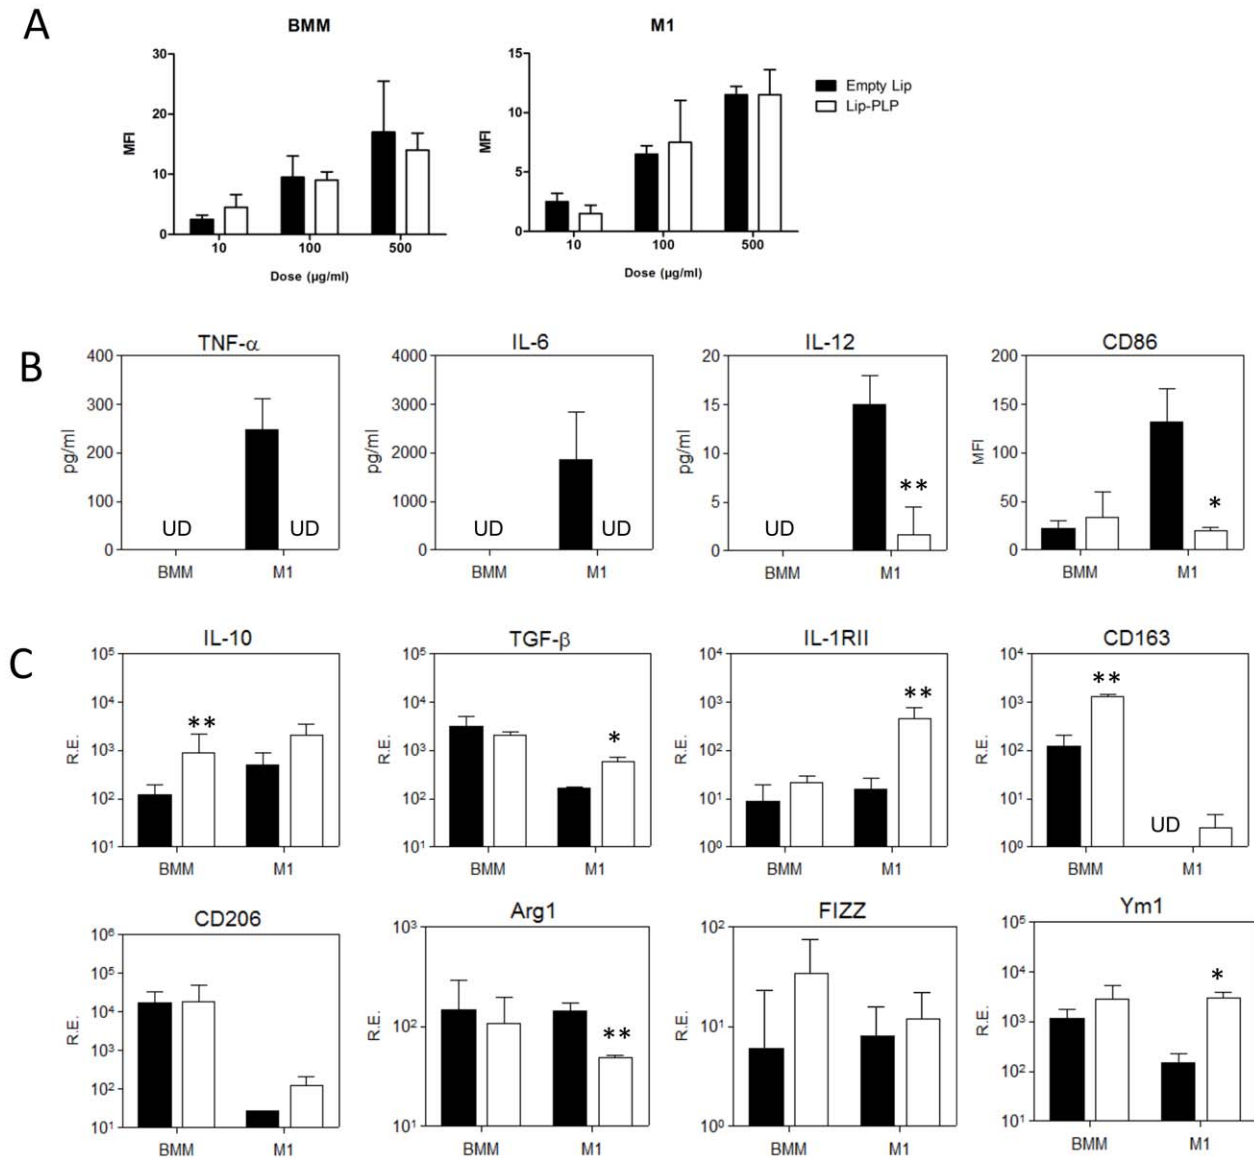 A
BMM
M1
30
20
10
0
MFI
10 100 500
Dose (µg/ml)
15
10
5
0
MFI
10 100 500
Dose (µg/ml)
Empty Lip
Lip-PLP
B
TNF-α
400
300
200
100
0
pg/ml
UD UD
BMM M1
IL-6
4000
3000
2000
1000
0
pg/ml
UD UD
BMM M1
IL-12
20
15
10
5
0
pg/ml
UD **
BMM M1
CD86
200
150
100
50
0
MFI
*
BMM M1
C
IL-10
10⁵
10⁴
10³
10²
10¹
R.E.
**
BMM M1
TGF-β
10⁵
10⁴
10³
10²
10¹
R.E.
*
BMM M1
IL-1RII
10⁴
10³
10²
10¹
10⁰
R.E.
**
BMM M1
CD163
10⁴
10³
10²
10¹
10⁰
R.E.
**
UD
BMM M1
CD206
10⁶
10⁵
10⁴
10³
10²
10¹
R.E.
BMM M1
Arg1
10³
10²
10¹
R.E.
**
BMM M1
FIZZ
10²
10¹
10⁰
R.E.
BMM M1
Ym1
10⁵
10⁴
10³
10²
10¹
R.E.
*
BMM M1